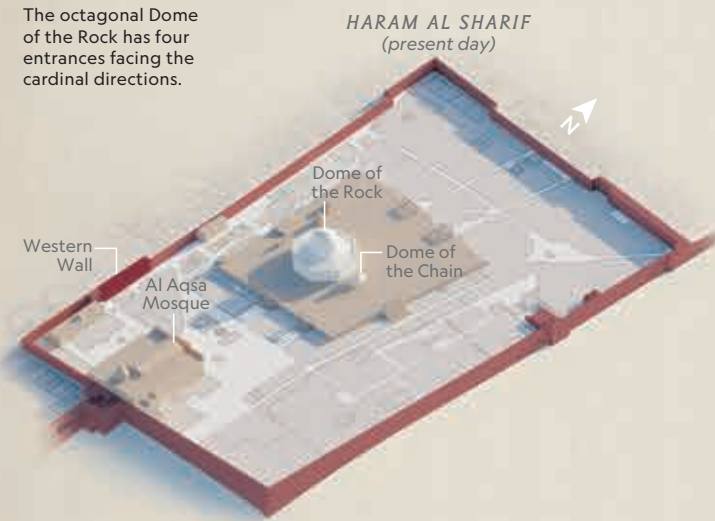 The octagonal Dome
of the Rock has four
entrances facing the
cardinal directions.
HARAM AL SHARIF
(present day)
N
Dome of
the Rock
Western
Wall
Dome of
the Chain
Al Aqsa
Mosque